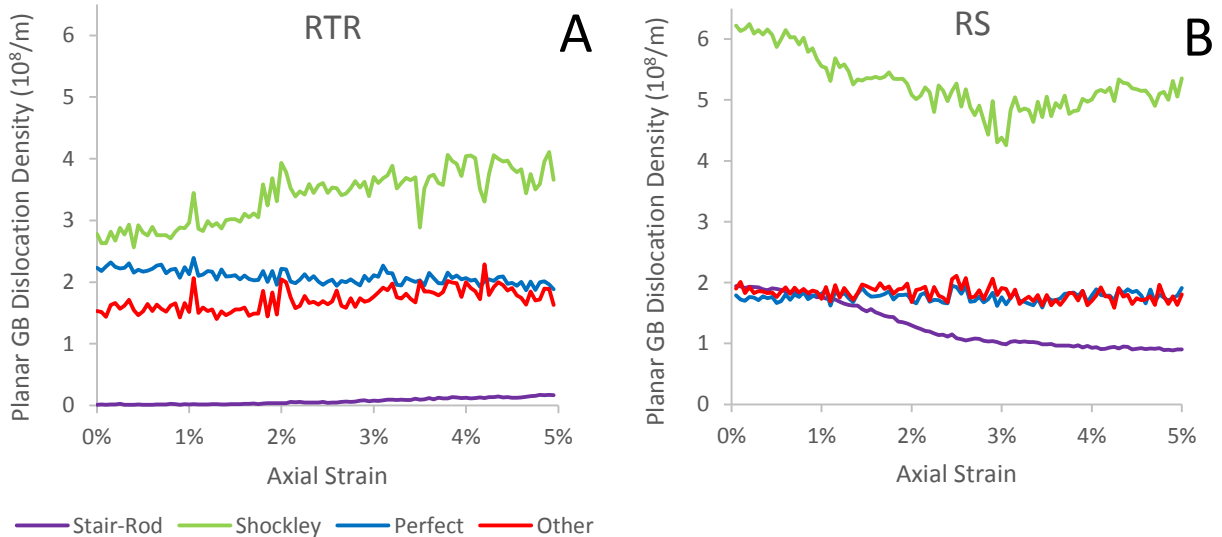 RTR
A
Planar GB Dislocation Density (10⁸/m)
6
5
4
3
2
1
0
0% 1% 2% 3% 4% 5%
Axial Strain
RS
B
Planar GB Dislocation Density (10⁸/m)
6
5
4
3
2
1
0
0% 1% 2% 3% 4% 5%
Axial Strain
Stair-Rod Shockley Perfect Other